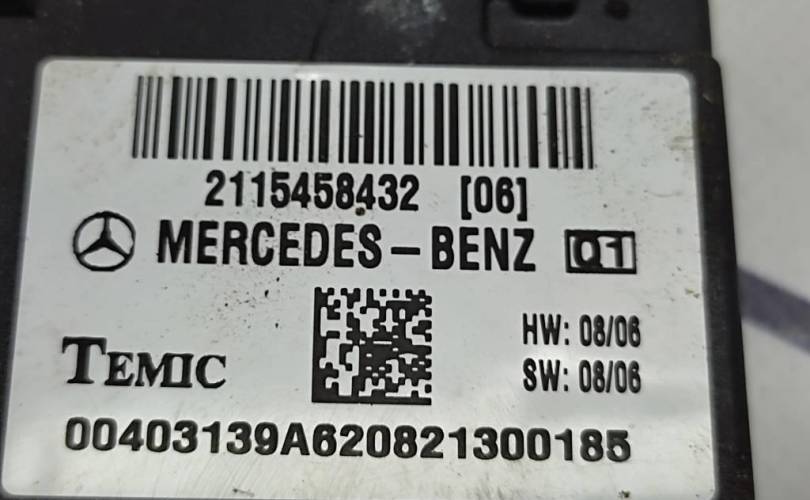 2115458432 [06]
MERCEDES-BENZ Q1
HW: 08/06
TEMIC
SW: 08/06
00403139A620821300185